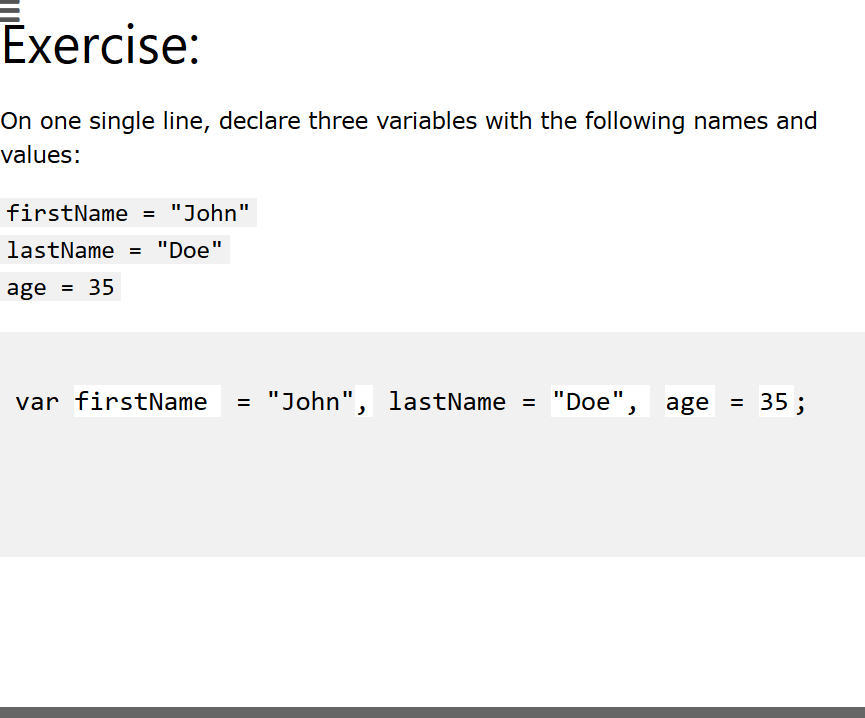 Exercise:
On one single line, declare three variables with the following names and
values:
firstName = "John"
lastName = "Doe"
age = 35
var firstName = "John", lastName = "Doe", age = 35;